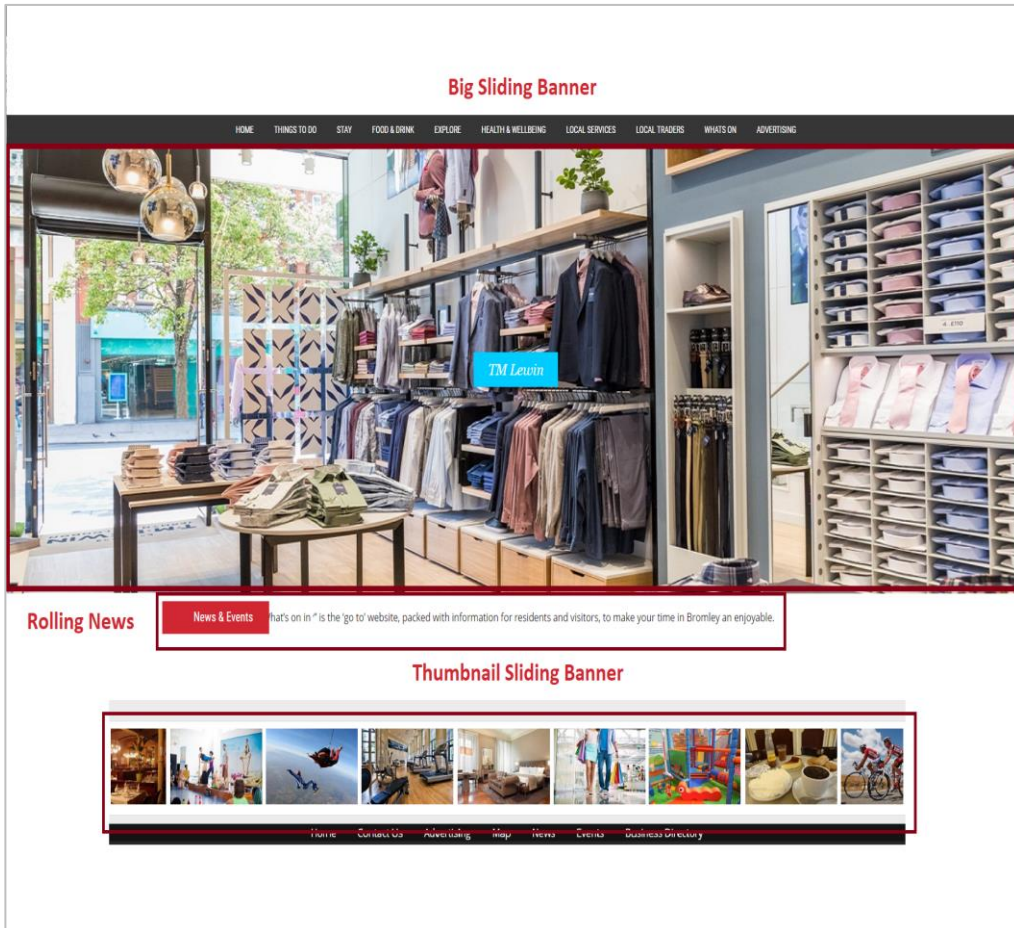 Big Sliding Banner
HOME THINGS TO DO STAY FOOD & DRINK EXPLORE HEALTH & WELLBEING LOCAL SERVICES LOCAL TRADERS WHATS ON ADVERTISING
TM Lewin
Rolling News
News & Events hat's on in “ is the 'go to' website, packed with information for residents and visitors, to make your time in Bromley an enjoyable.
Thumbnail Sliding Banner
Home Contact Us Advertising Map News Events Business Directory